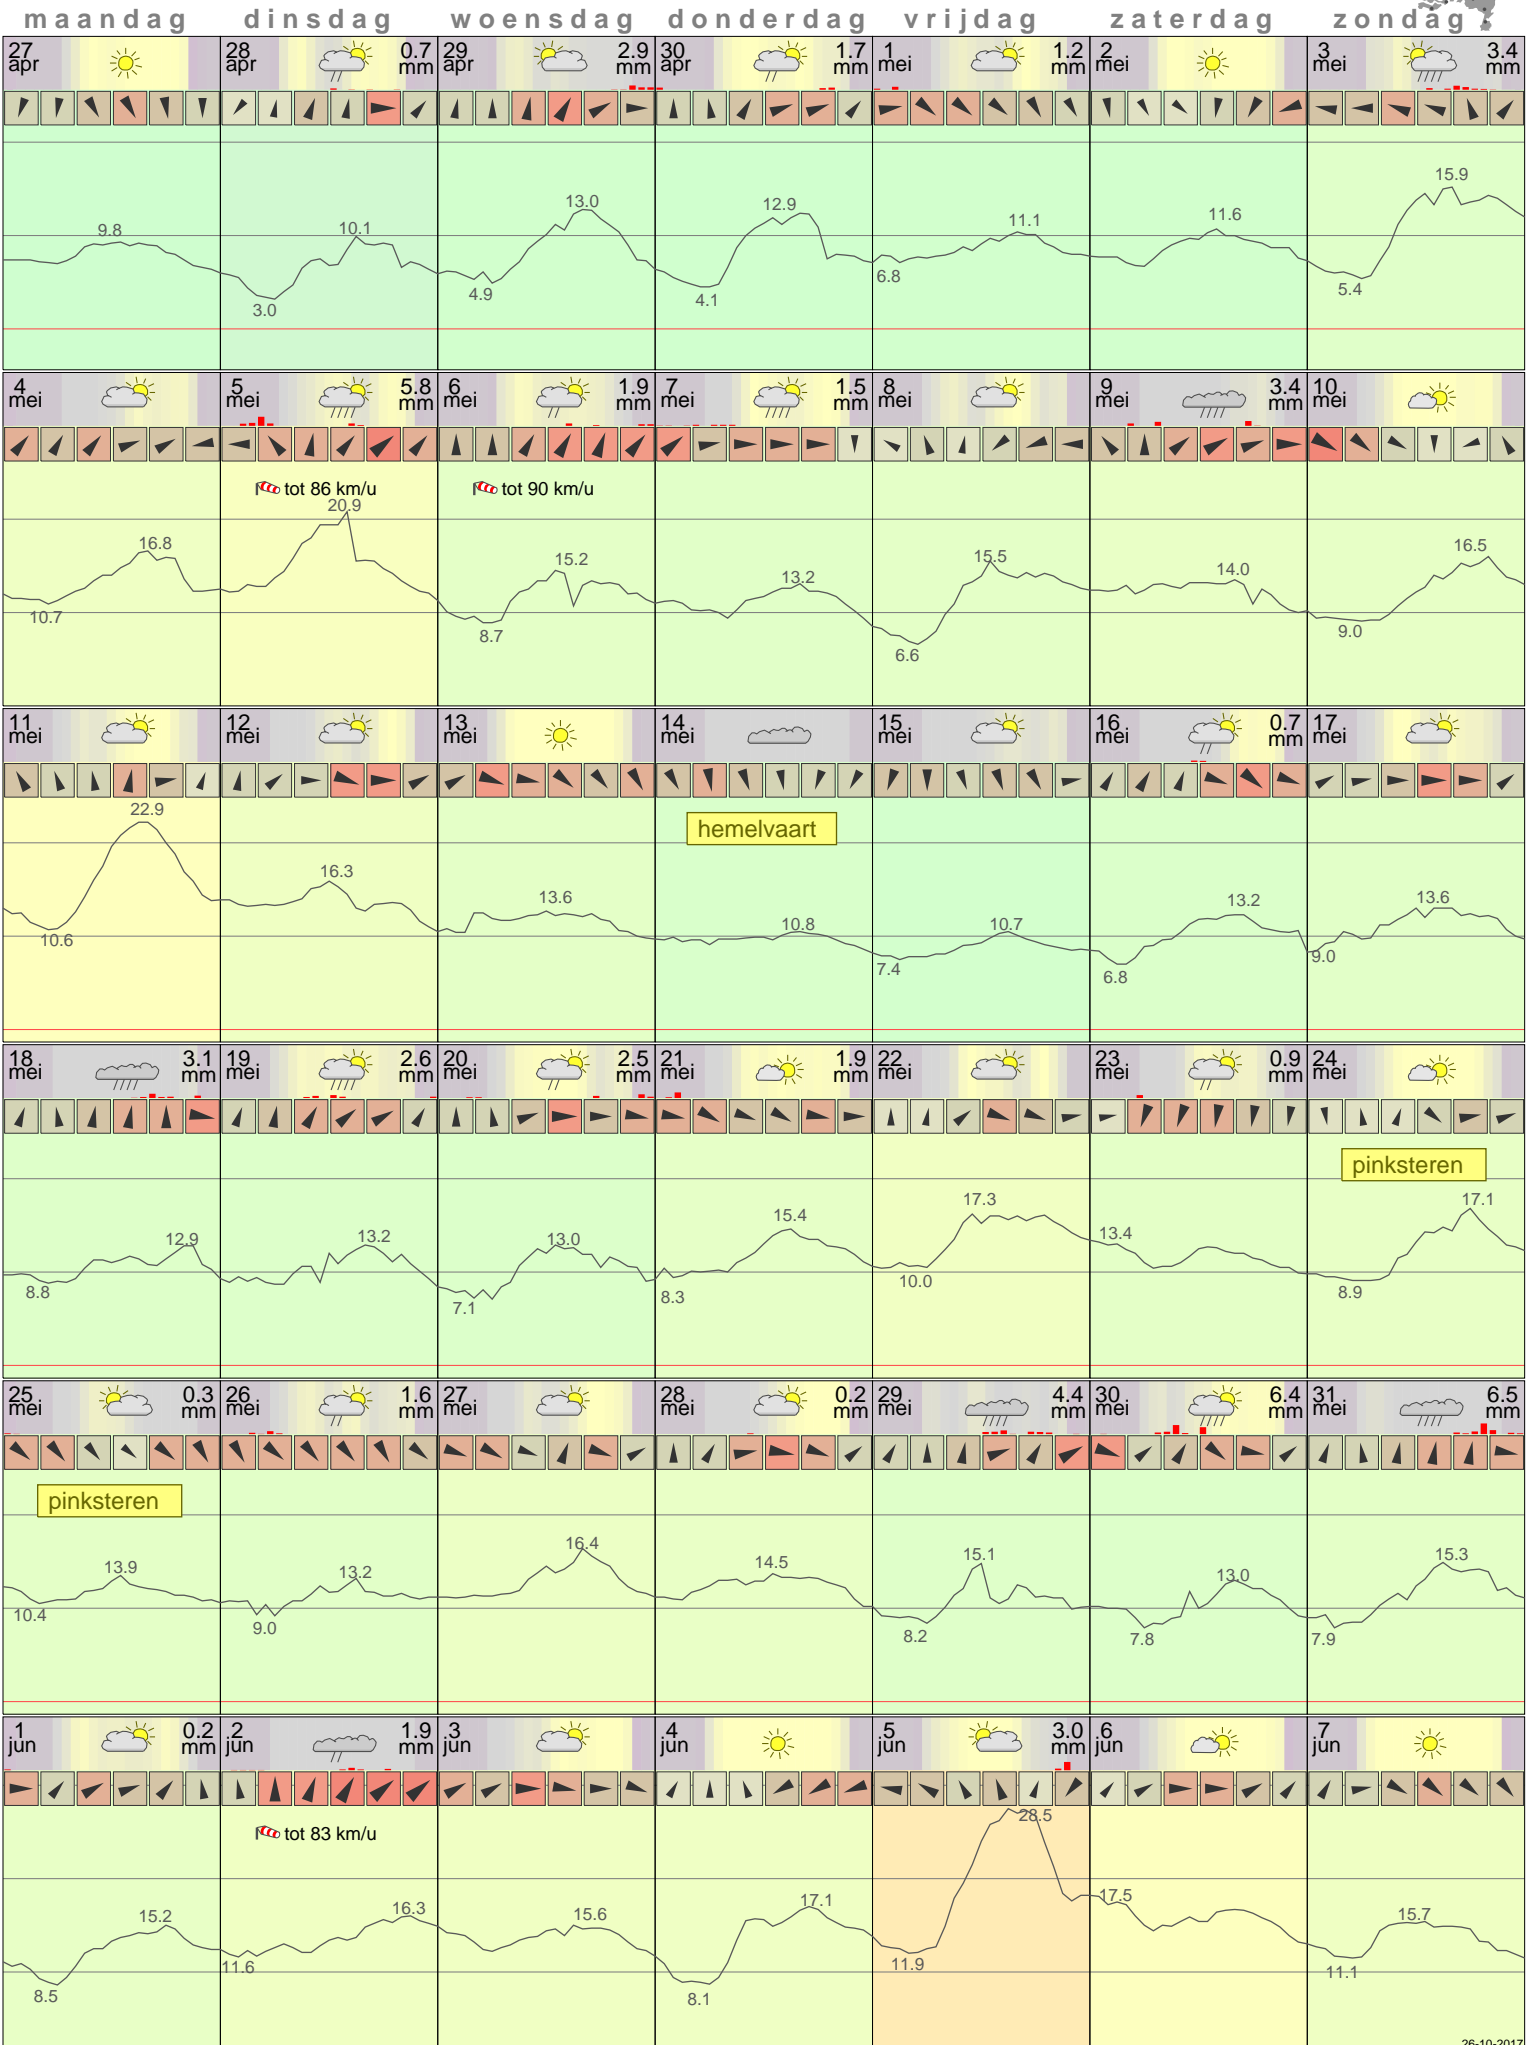 maandag dinsdag woensdag donderdag vrijdag zaterdag zondag
27 apr
28 apr 0.7 mm
29 apr 2.9 mm
30 apr 1.7 mm
1 mei 1.2 mm
2 mei
3 mei 3.4 mm
9.8
3.0 10.1
4.9 13.0
4.1 12.9
6.8 11.1
11.6
5.4 15.9
4 mei
5 mei 5.8 mm
6 mei 1.9 mm
7 mei 1.5 mm
8 mei
9 mei 3.4 mm
10 mei
10.7 16.8
tot 86 km/u
20.9
tot 90 km/u
8.7 15.2
13.2
6.6 15.5
14.0
9.0 16.5
11 mei
12 mei
13 mei
14 mei
15 mei
16 mei 0.7 mm
17 mei
10.6 22.9
16.3
13.6
hemelvaart
10.8
7.4 10.7
6.8 13.2
9.0 13.6
18 mei 3.1 mm
19 mei 2.6 mm
20 mei 2.5 mm
21 mei 1.9 mm
22 mei
23 mei 0.9 mm
24 mei
8.8 12.9
13.2
7.1 13.0
8.3 15.4
10.0 17.3
13.4
pinksteren
8.9 17.1
25 mei 0.3 mm
26 mei 1.6 mm
27 mei
28 mei 0.2 mm
29 mei 4.4 mm
30 mei 6.4 mm
31 mei 6.5 mm
pinksteren
10.4 13.9
9.0 13.2
16.4
14.5
8.2 15.1
7.8 13.0
7.9 15.3
1 jun 0.2 mm
2 jun 1.9 mm
3 jun
4 jun
5 jun 3.0 mm
6 jun
7 jun
8.5 15.2
tot 83 km/u
11.6 16.3
15.6
8.1 17.1
11.9 28.5
17.5
11.1 15.7
26-10-2017